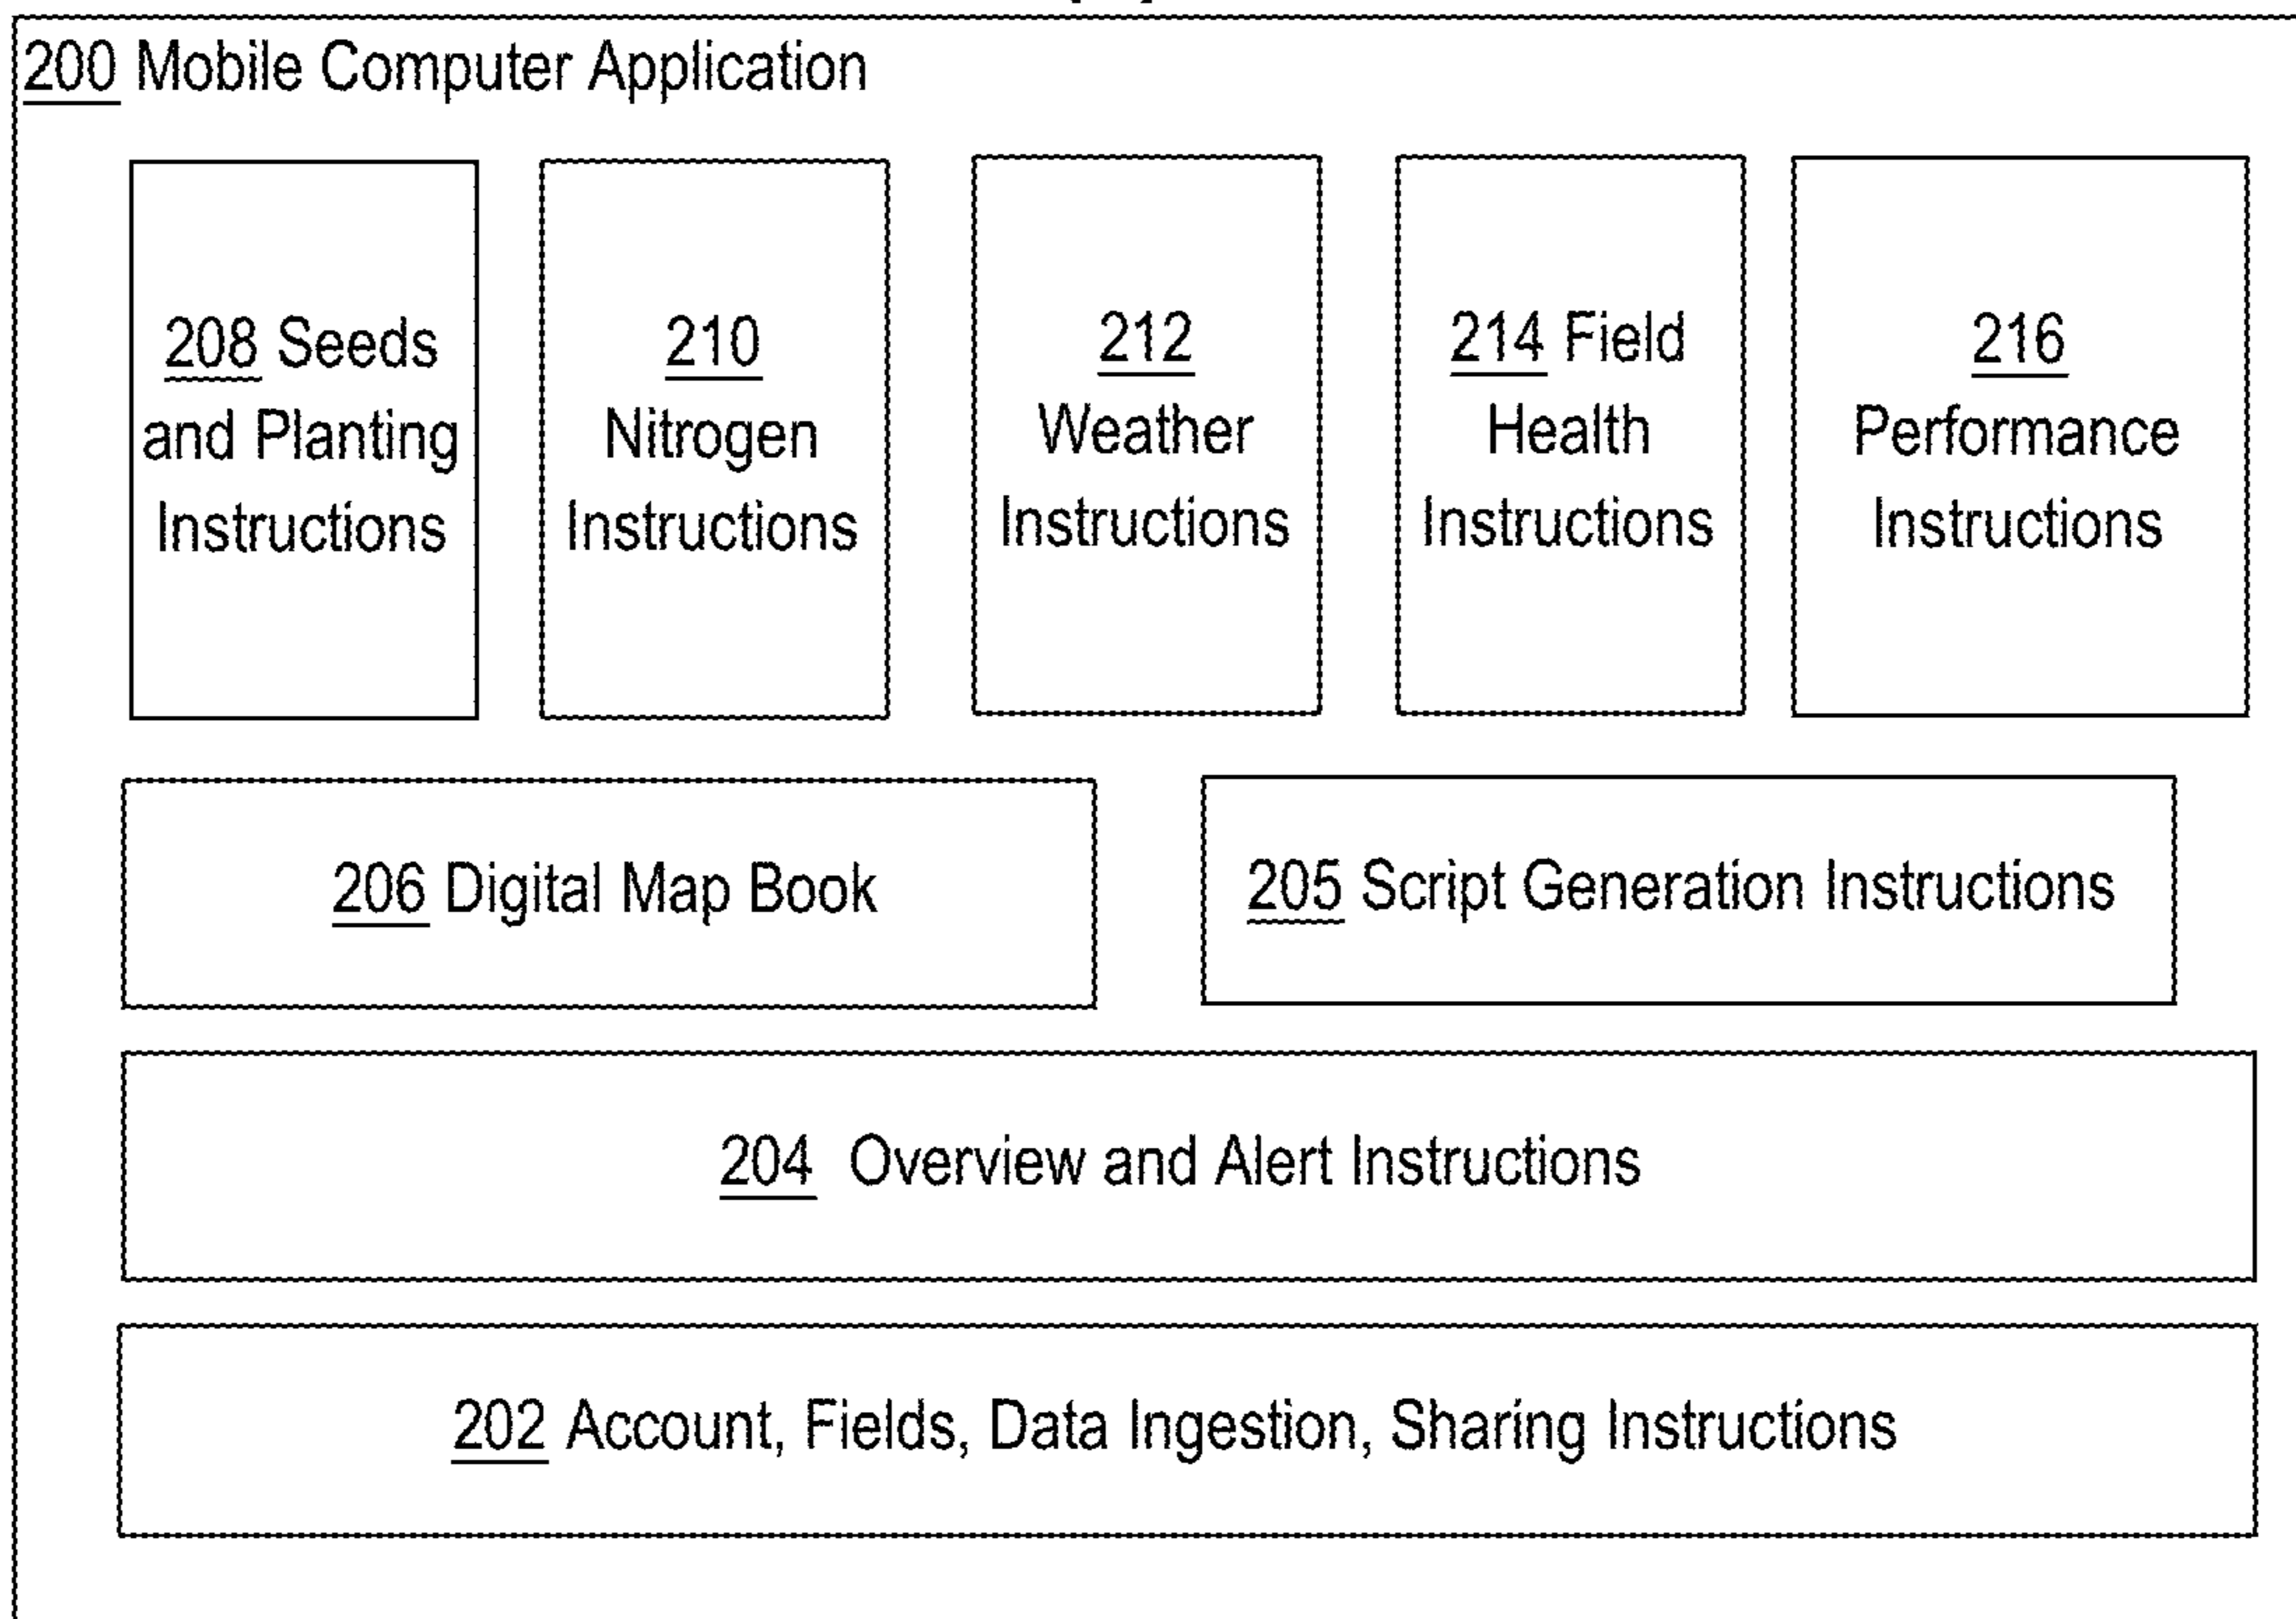 200 Mobile Computer Application
208 Seeds
and Planting
Instructions
210
Nitrogen
Instructions
212
Weather
Instructions
214 Field
Health
Instructions
216
Performance
Instructions
206 Digital Map Book
205 Script Generation Instructions
204 Overview and Alert Instructions
202 Account, Fields, Data Ingestion, Sharing Instructions